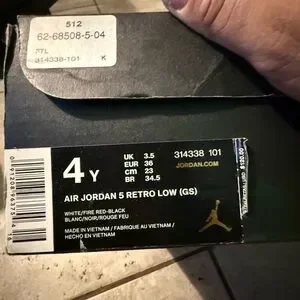 512
62-68508-5-04
FTL
314338-101 K
4 Y
UK 3.5
EUR 36
cm 23
BR 34.5
314338 101
JORDAN.COM
AIR JORDAN 5 RETRO LOW (GS)
WHITE/FIRE RED-BLACK
BLANC/NOIR/ROUGE FEU
MADE IN VIETNAM / FABRIQUE AU VIETNAM /
HECHO EN VIETNAM